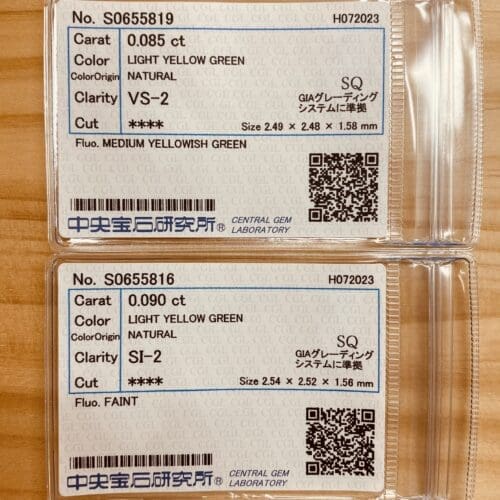 No. S0655819 H072023
Carat 0.085 ct
Color LIGHT YELLOW GREEN
ColorOrigin NATURAL
SQ
Clarity VS-2 GIAグレーディング
システムに準拠
Cut **** Size 2.49 × 2.48 × 1.58 mm
Fluo. MEDIUM YELLOWISH GREEN
中央宝石研究所® CENTRAL GEM
LABORATORY
No. S0655816 H072023
Carat 0.090 ct
Color LIGHT YELLOW GREEN
ColorOrigin NATURAL
SQ
Clarity SI-2 GIAグレーディング
システムに準拠
Cut **** Size 2.54 × 2.52 × 1.56 mm
Fluo. FAINT
中央宝石研究所® CENTRAL GEM
LABORATORY